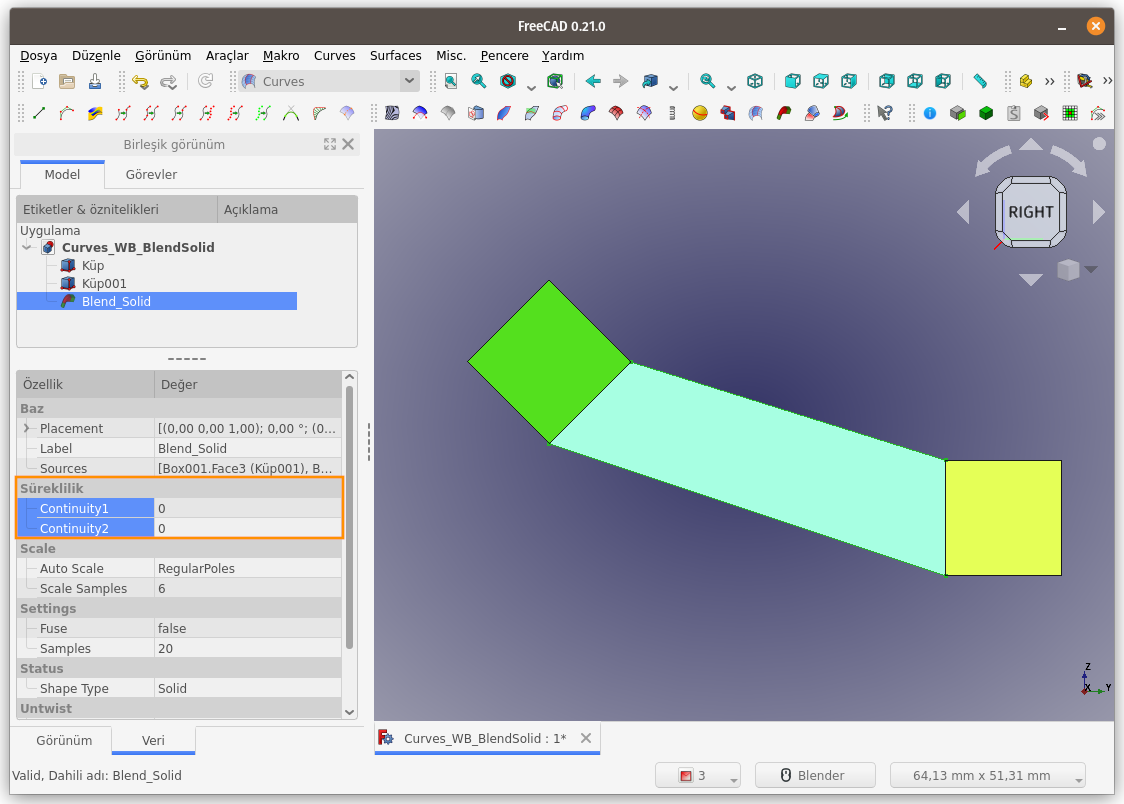 FreeCAD 0.21.0
Dosya Düzenle Görünüm Araçlar Makro Curves Surfaces Misc. Pencere Yardım
Curves
Birleşik görünüm
Model Görevler
Etiketler & öznitelikleri Açıklama
Uygulama
Curves_WB_BlendSolid
Küp
Küp001
Blend_Solid
Özellik Değer
Baz
Placement [(0,00 0,00 1,00); 0,00 °; (0...
Label Blend_Solid
Sources [Box001.Face3 (Küp001), B...
Süreklilik
Continuity1 0
Continuity2 0
Scale
Auto Scale RegularPoles
Scale Samples 6
Settings
Fuse false
Samples 20
Status
Shape Type Solid
Untwist
Görünüm Veri
RIGHT
Z
X Y
Curves_WB_BlendSolid : 1*
Valid, Dahili adı: Blend_Solid
3 Blender 64,13 mm x 51,31 mm